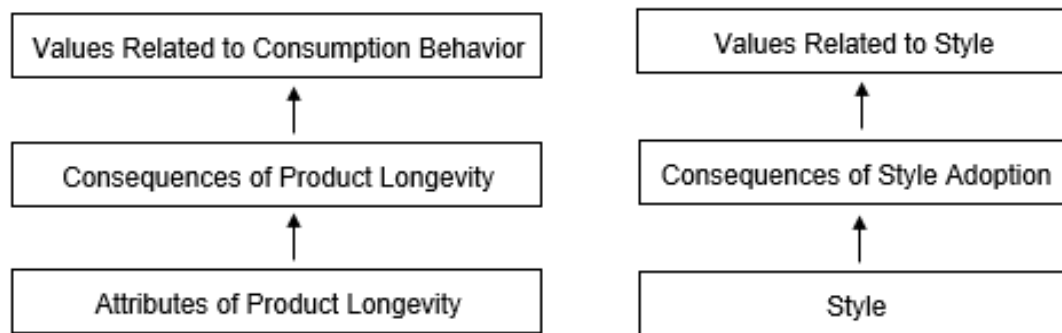 Values Related to Consumption Behavior
Values Related to Style
Consequences of Product Longevity
Consequences of Style Adoption
Attributes of Product Longevity
Style